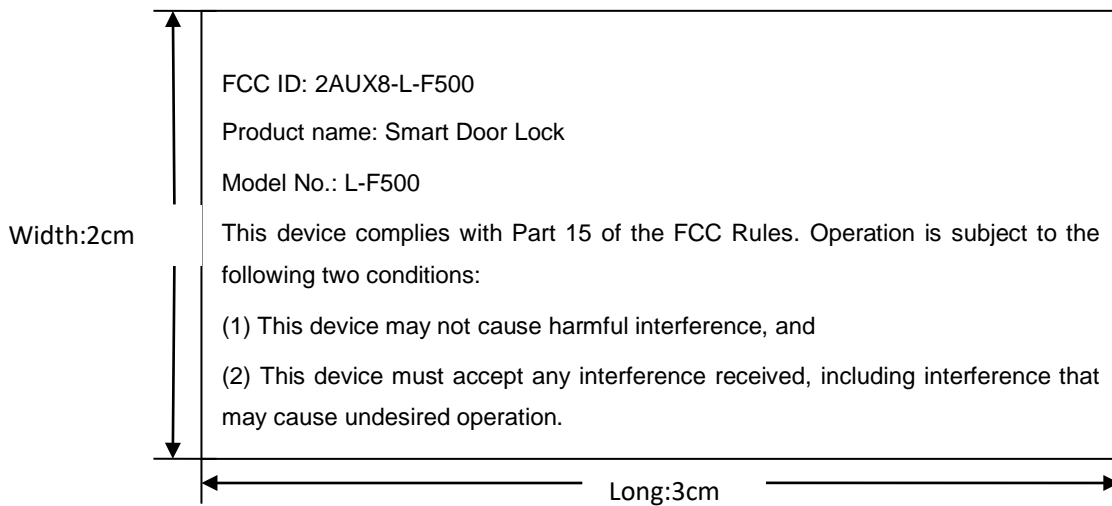 FCC ID: 2AUX8-L-F500
Product name: Smart Door Lock
Model No.: L-F500
Width:2cm
This device complies with Part 15 of the FCC Rules. Operation is subject to the
following two conditions:
(1) This device may not cause harmful interference, and
(2) This device must accept any interference received, including interference that
may cause undesired operation.
Long:3cm